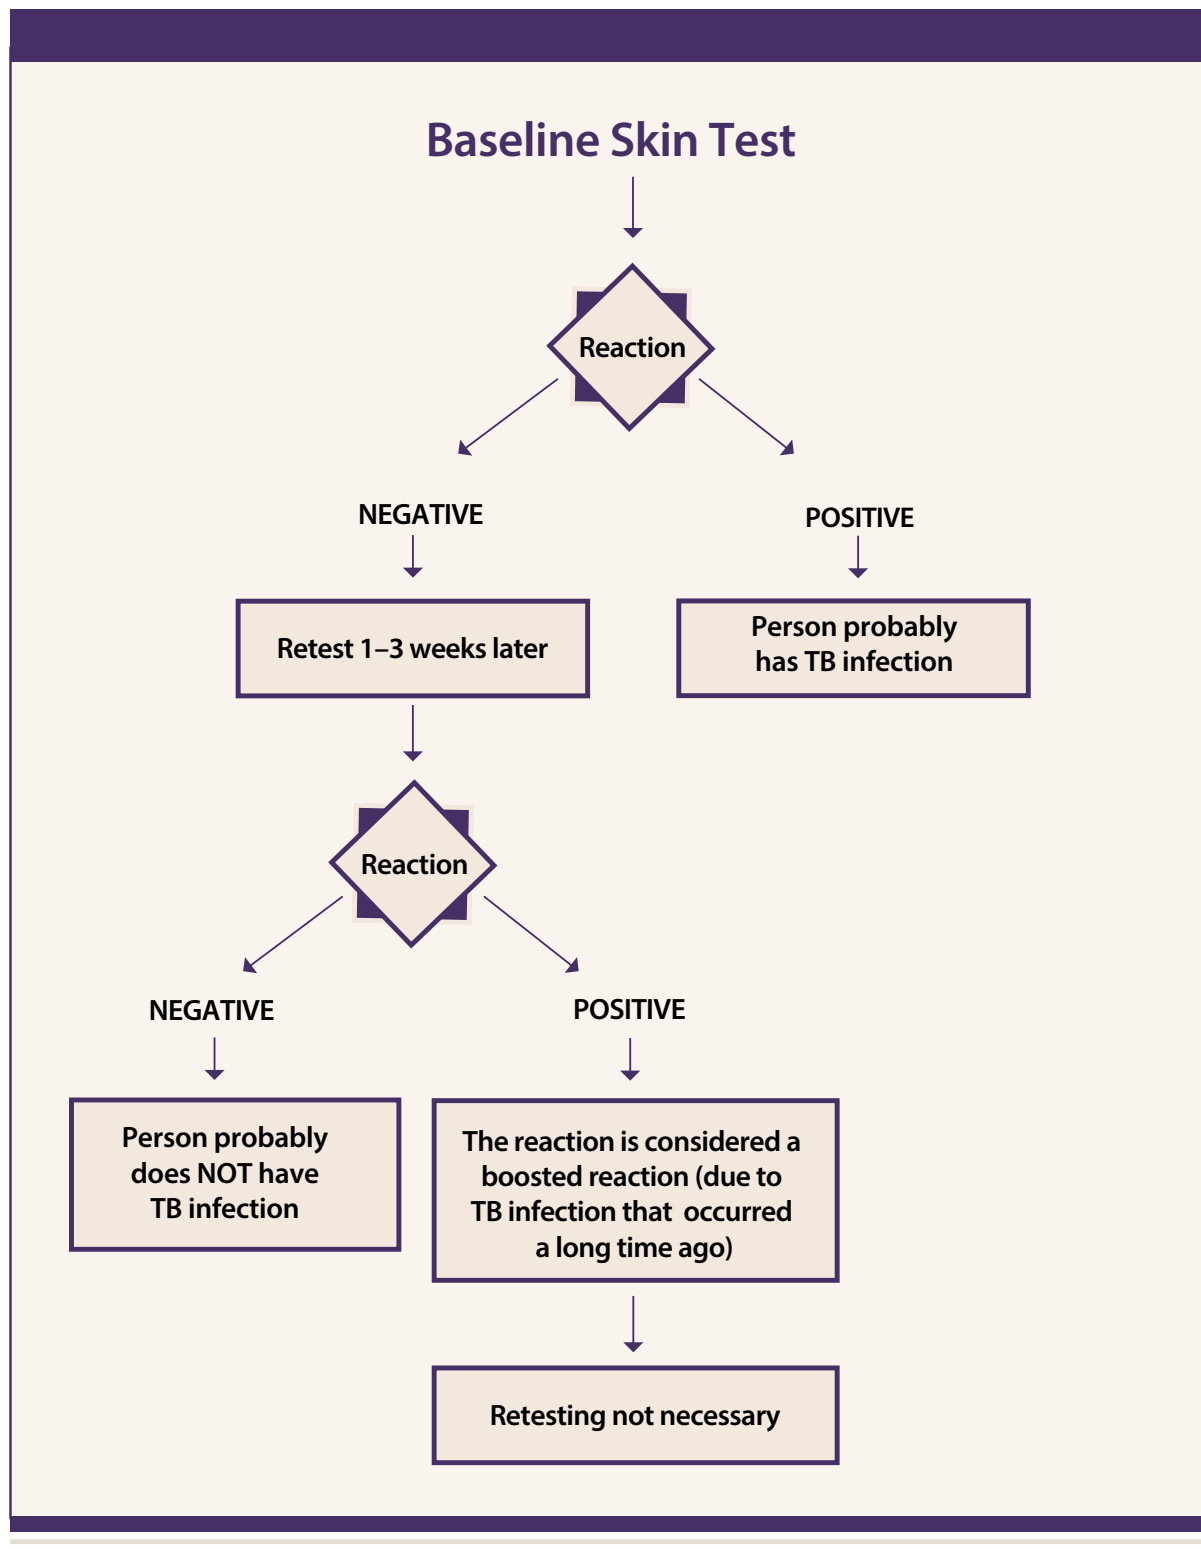 Baseline Skin Test
Reaction
NEGATIVE
POSITIVE
Retest 1–3 weeks later
Person probably
has TB infection
Reaction
NEGATIVE
POSITIVE
Person probably
does NOT have
TB infection
The reaction is considered a
boosted reaction (due to
TB infection that occurred
a long time ago)
Retesting not necessary